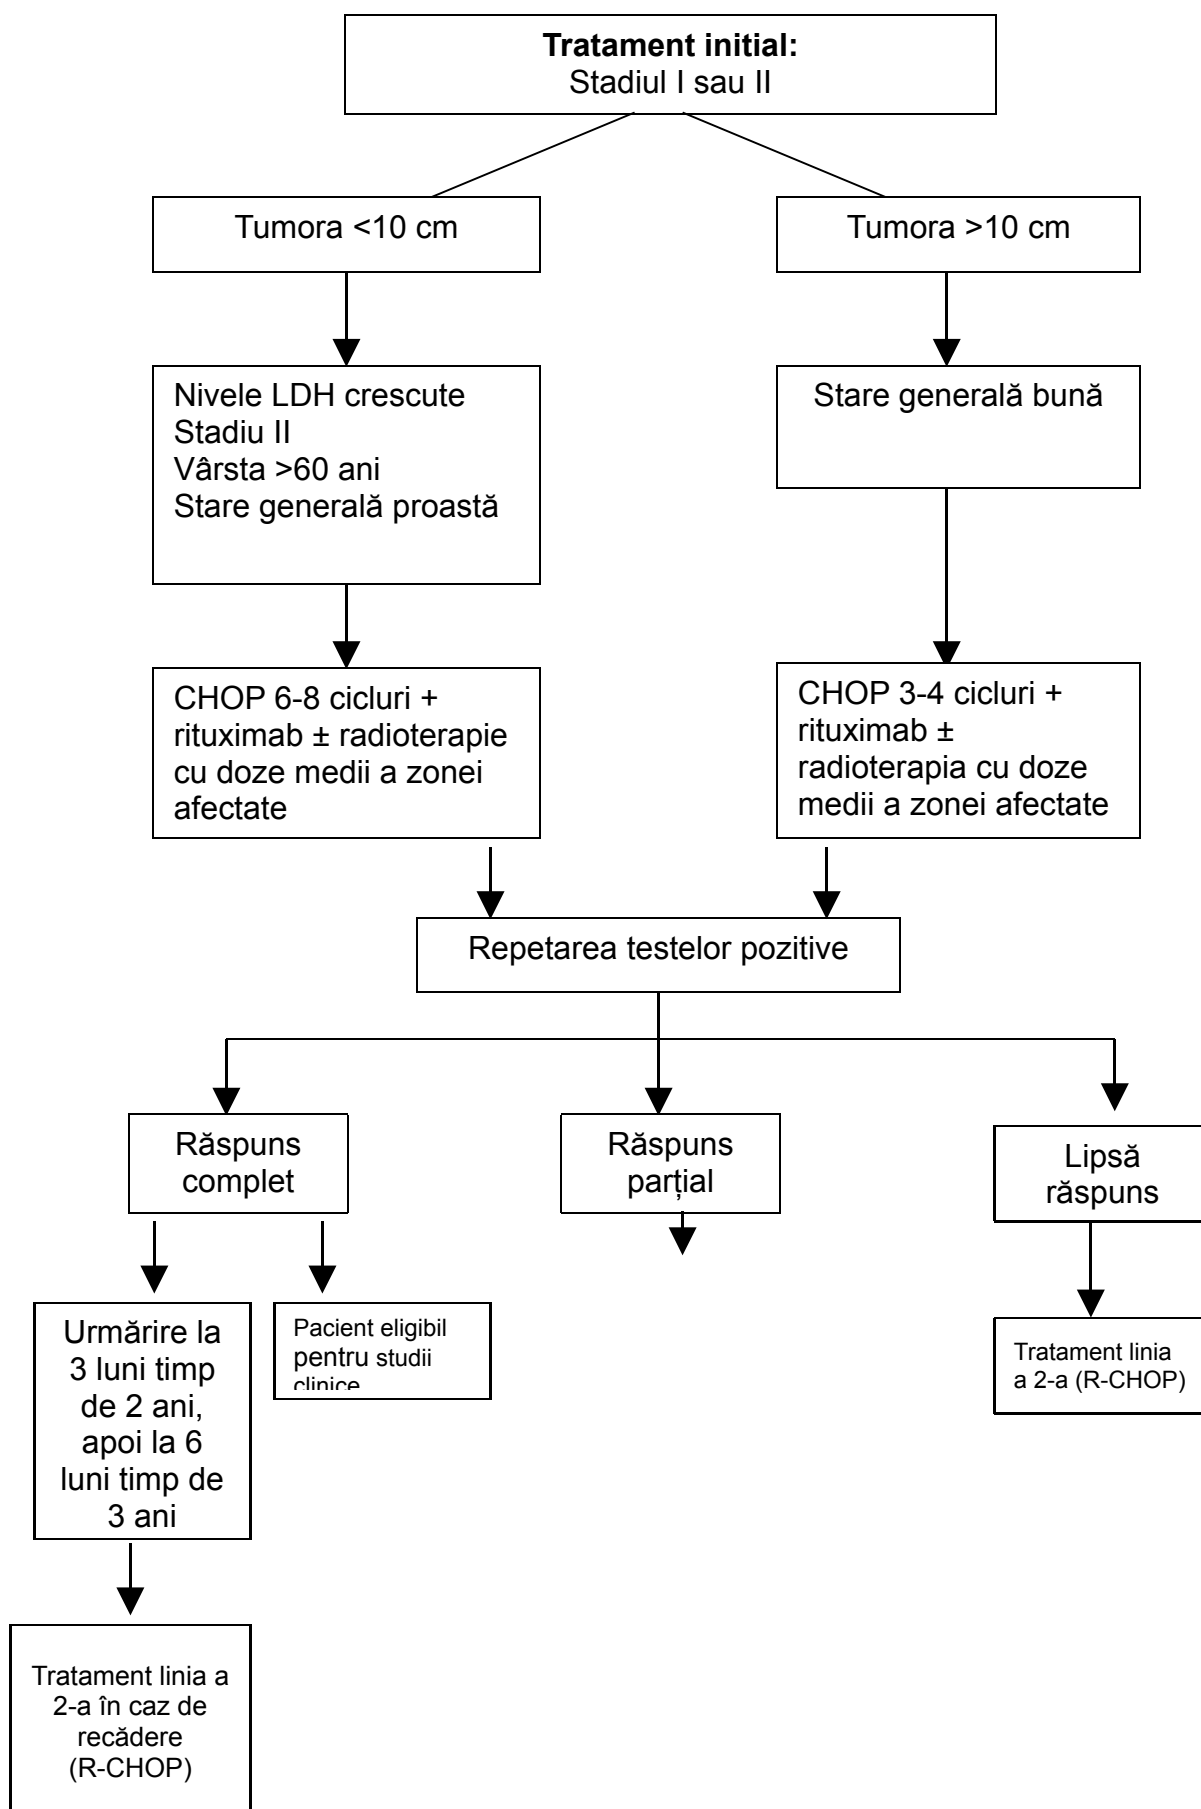 Tratament initial:
Stadiul I sau II
Tumora <10 cm
Tumora >10 cm
Nivele LDH crescute
Stadiu II
Vârsta >60 ani
Stare generală proastă
Stare generală bună
CHOP 6-8 cicluri +
rituximab ± radioterapie
cu doze medii a zonei
afectate
CHOP 3-4 cicluri +
rituximab ±
radioterapia cu doze
medii a zonei afectate
Repetarea testelor pozitive
Răspuns
complet
Răspuns
parțial
Lipsă
răspuns
Urmărire la
3 luni timp
de 2 ani,
apoi la 6
luni timp de
3 ani
Pacient eligibil
pentru studii
clinice
Tratament linia
a 2-a (R-CHOP)
Tratament linia a
2-a în caz de
recădere
(R-CHOP)